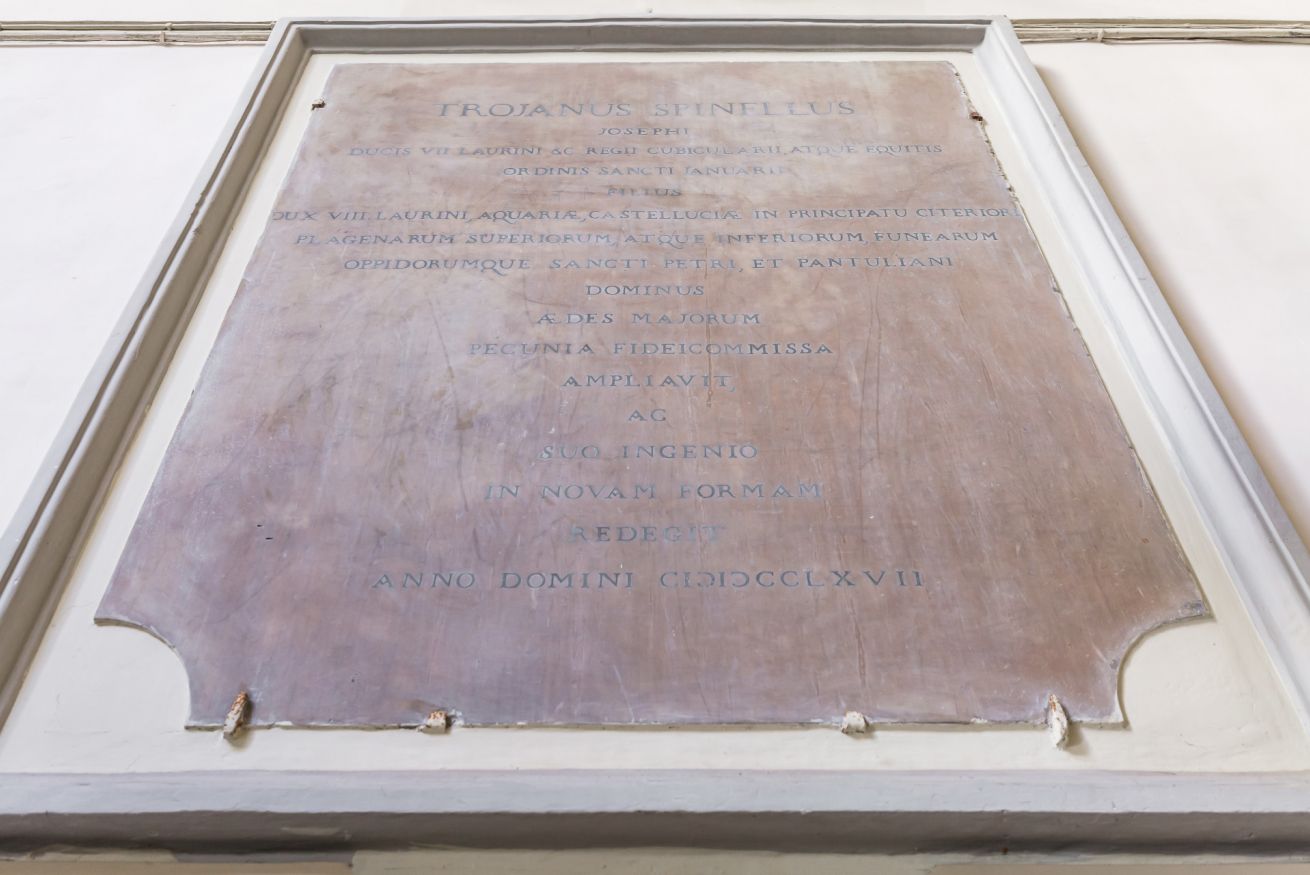 TROJANUS SPINELLUS
JOSEPHI
DUCIS VII. LAURINI &C REGII CUBICULARII, ATQUE EQUITIS
ORDINIS SANCTI JANUARII
FILIUS
DUX VIII. LAURINI, AQUARIÆ, CASTELLUCIÆ IN PRINCIPATU CITERIORI
PLAGENARUM SUPERIORUM, ATQUE INFERIORUM, FUNEARUM
OPPIDORUMQUE SANCTI PETRI, ET PANTULIANI
DOMINUS
ÆDES MAJORUM
PECUNIA FIDEICOMMISSA
AMPLIAVIT,
AC
SUO INGENIO
IN NOVAM FORMAM
REDEGIT
ANNO DOMINI CIƆIƆCCLXVII